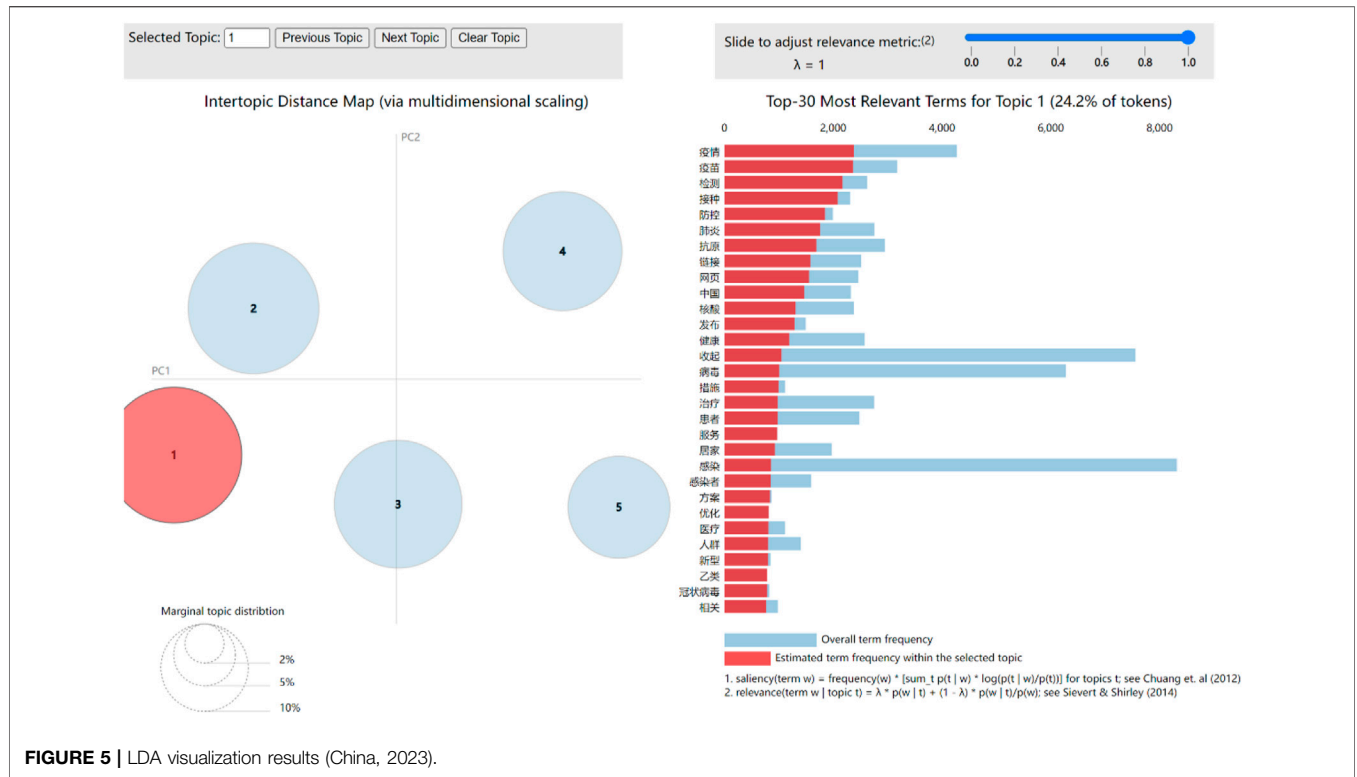 Selected Topic: 1 Previous Topic Next Topic Clear Topic
Slide to adjust relevance metric:(2)
λ = 1
0.0 0.2 0.4 0.6 0.8 1.0
Intertopic Distance Map (via multidimensional scaling)
PC2
PC1
4
2
1
3
5
Marginal topic distribtion
2%
5%
10%
Top-30 Most Relevant Terms for Topic 1 (24.2% of tokens)
0 2,000 4,000 6,000 8,000
疫情
疫苗
检测
接种
防控
肺炎
抗原
链接
网页
中国
核酸
发布
健康
收起
病毒
措施
治疗
患者
服务
居家
感染
感染者
方案
优化
医疗
人群
新型
乙类
冠状病毒
相关
Overall term frequency
Estimated term frequency within the selected topic
1. saliency(term w) = frequency(w) * [sum_t p(t | w) * log(p(t | w)/p(t))] for topics t; see Chuang et. al (2012)
2. relevance(term w | topic t) = λ * p(w | t) + (1 - λ) * p(w | t)/p(w); see Sievert & Shirley (2014)
FIGURE 5 | LDA visualization results (China, 2023).